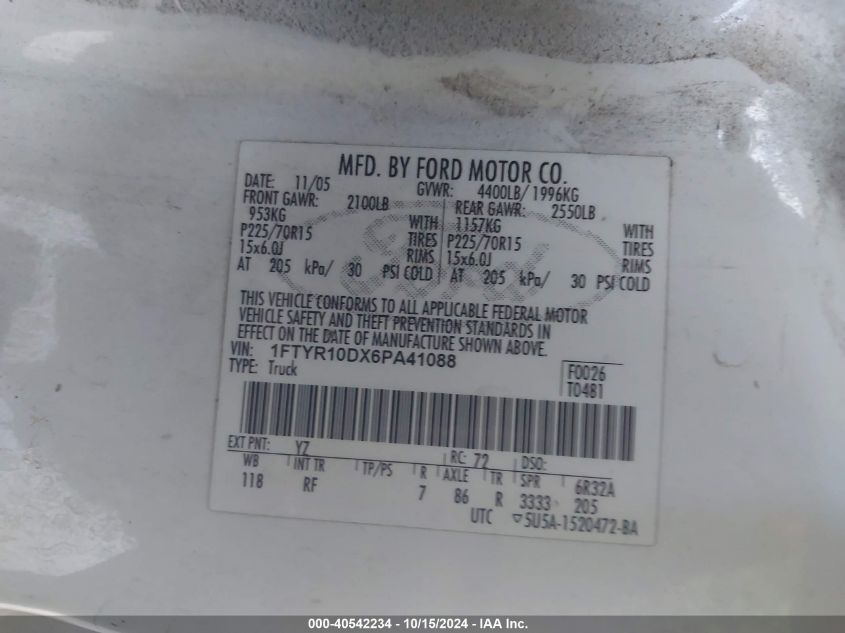 MFD. BY FORD MOTOR CO.
DATE: 11/05 GVWR: 4400LB/ 1996KG
FRONT GAWR: 2100LB REAR GAWR: 2550LB
953KG WITH 1157KG WITH
P225/70R15 TIRES P225/70R15 TIRES
15x6.0J RIMS 15x6.0J RIMS
AT 205 kPa/ 30 PSI COLD AT 205 kPa/ 30 PSI COLD
THIS VEHICLE CONFORMS TO ALL APPLICABLE FEDERAL MOTOR
VEHICLE SAFETY AND THEFT PREVENTION STANDARDS IN
EFFECT ON THE DATE OF MANUFACTURE SHOWN ABOVE.
VIN: 1FTYR10DX6PA41088
TYPE: Truck F0026
T0481
EXT PNT: YZ RC: 72 DSO:
WB INT TR TP/PS R AXLE TR SPR 6R32A
118 RF 7 86 R 3333 205
UTC ▽5U5A-1520472-BA
000-40542234 - 10/15/2024 - IAA Inc.